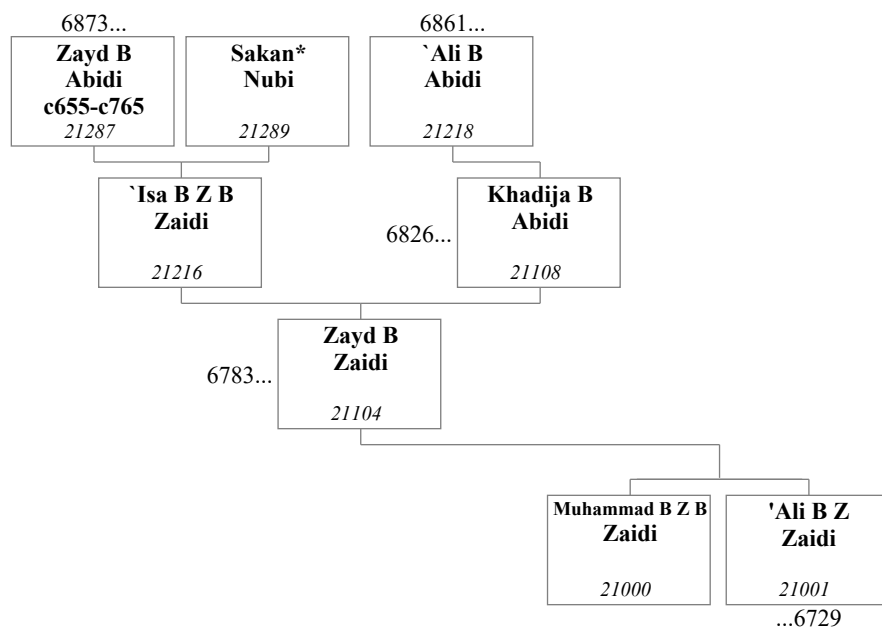 6873...
Zayd B
Abidi
c655-c765
21287
Sakan*
Nubi
21289
6861...
`Ali B
Abidi
21218
`Isa B Z B
Zaidi
21216
6826...
Khadija B
Abidi
21108
6783...
Zayd B
Zaidi
21104
Muhammad B Z B
Zaidi
21000
'Ali B Z
Zaidi
21001
...6729